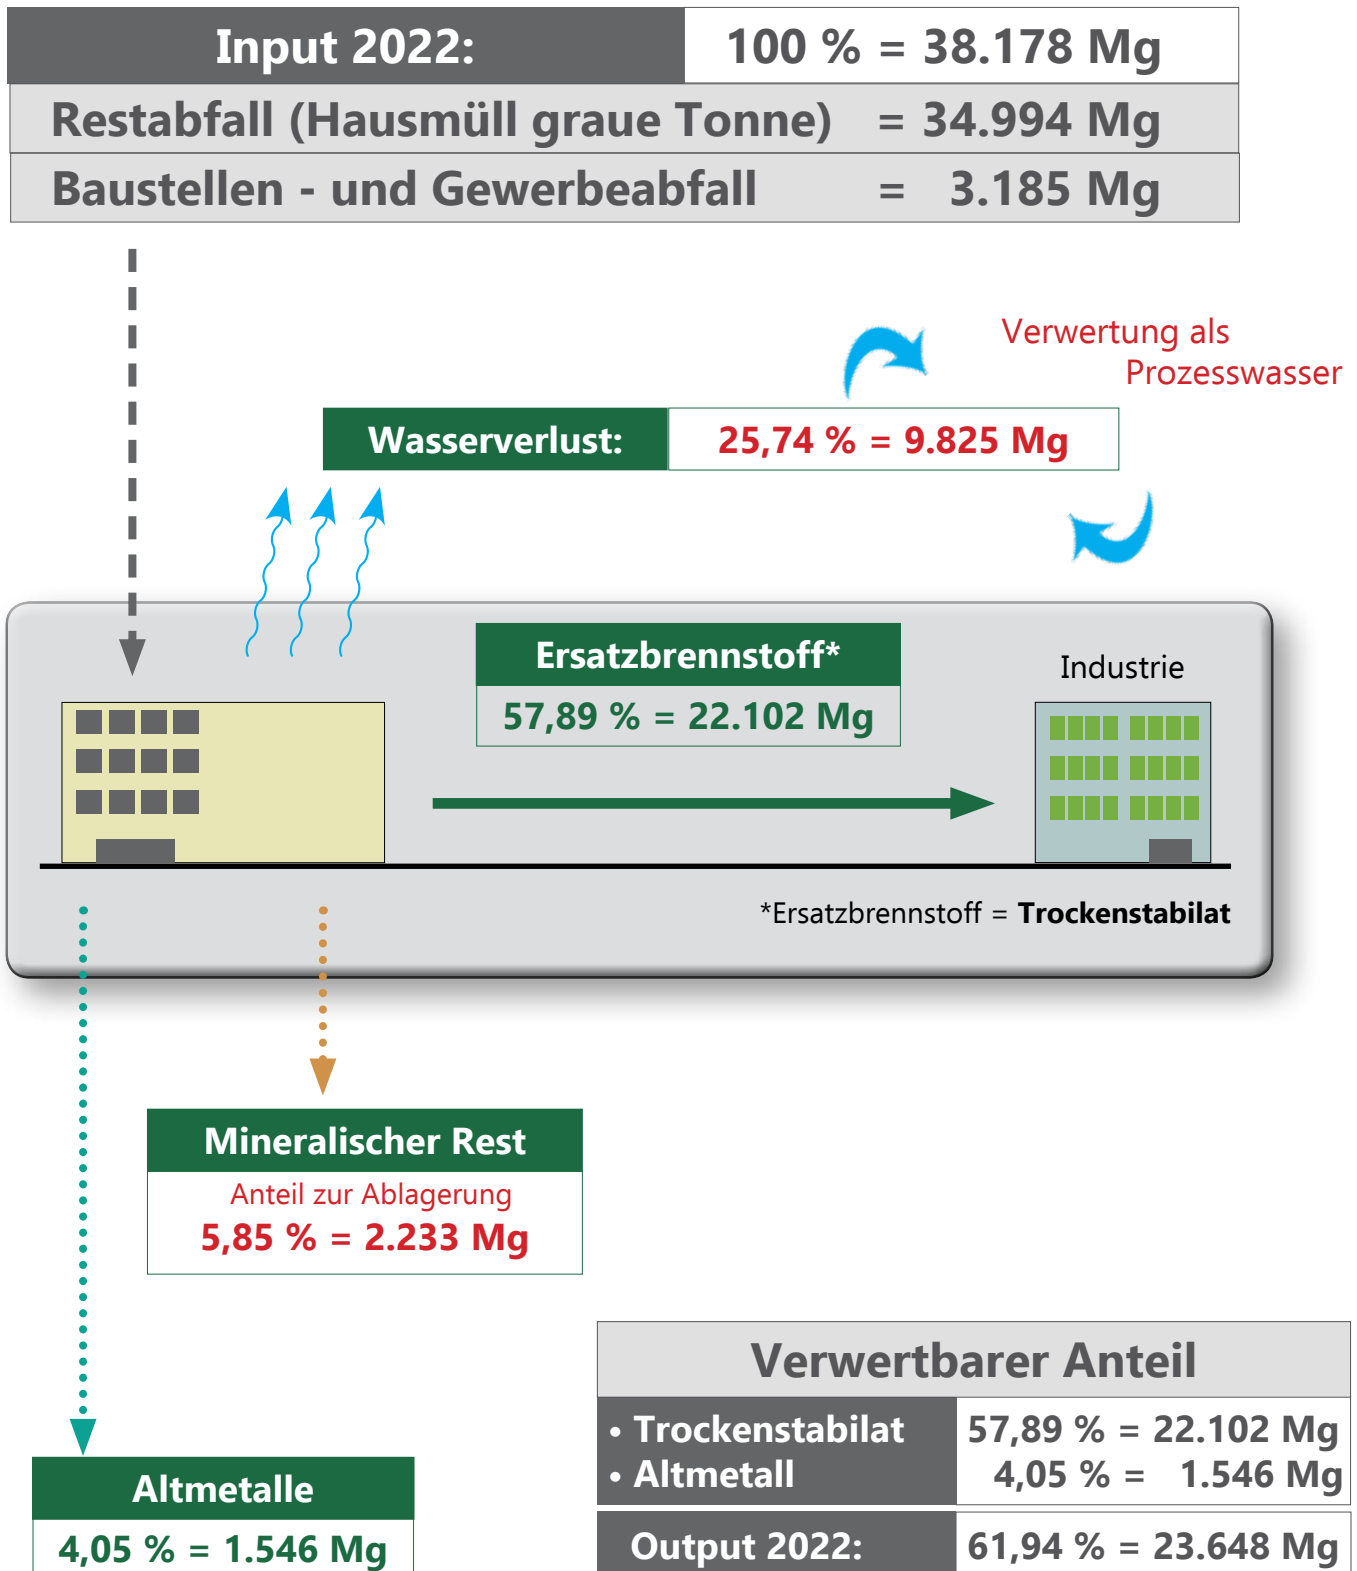 Input 2022: 100 % = 38.178 Mg
Restabfall (Hausmüll graue Tonne) = 34.994 Mg
Baustellen - und Gewerbeabfall = 3.185 Mg
Verwertung als
Prozesswasser
Wasserverlust: 25,74 % = 9.825 Mg
Ersatzbrennstoff*
57,89 % = 22.102 Mg
Industrie
*Ersatzbrennstoff = Trockenstabilat
Mineralischer Rest
Anteil zur Ablagerung
5,85 % = 2.233 Mg
Altmetalle
4,05 % = 1.546 Mg
Verwertbarer Anteil
• Trockenstabilat 57,89 % = 22.102 Mg
• Altmetall 4,05 % = 1.546 Mg
Output 2022: 61,94 % = 23.648 Mg